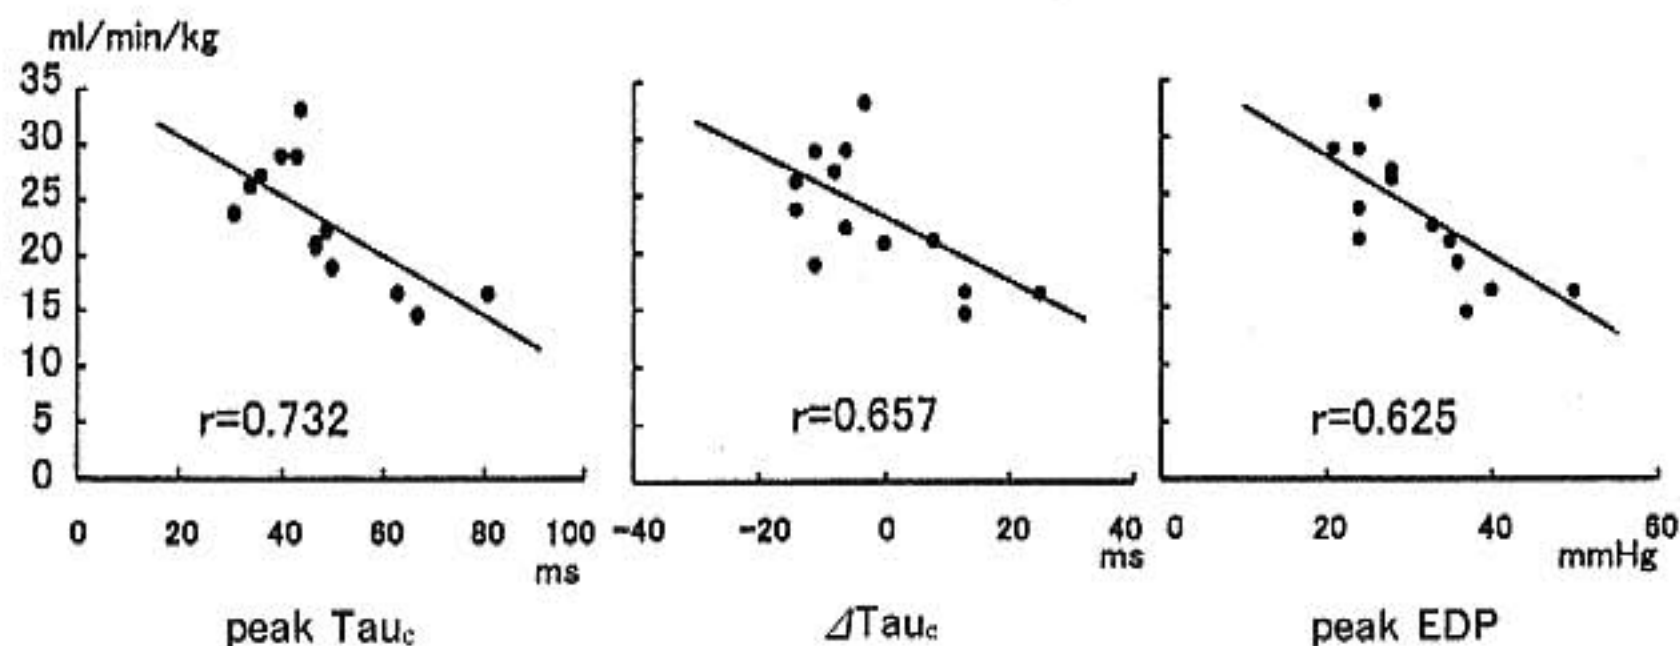 ml/min/kg
35
30
25
20
15
10
5
0
r=0.732
0 20 40 60 80 100
ms
peak Tauc
r=0.657
-40 -20 0 20 40
ms
ΔTauc
r=0.625
0 20 40 60
mmHg
peak EDP